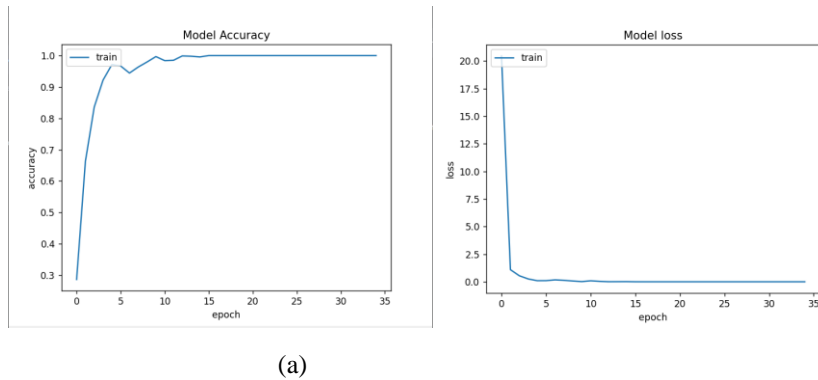 Model Accuracy
train
1.0
0.9
0.8
0.7
0.6
0.5
0.4
0.3
accuracy
0 5 10 15 20 25 30 35
epoch
Model loss
train
20.0
17.5
15.0
12.5
10.0
7.5
5.0
2.5
0.0
loss
0 5 10 15 20 25 30 35
epoch
(a)